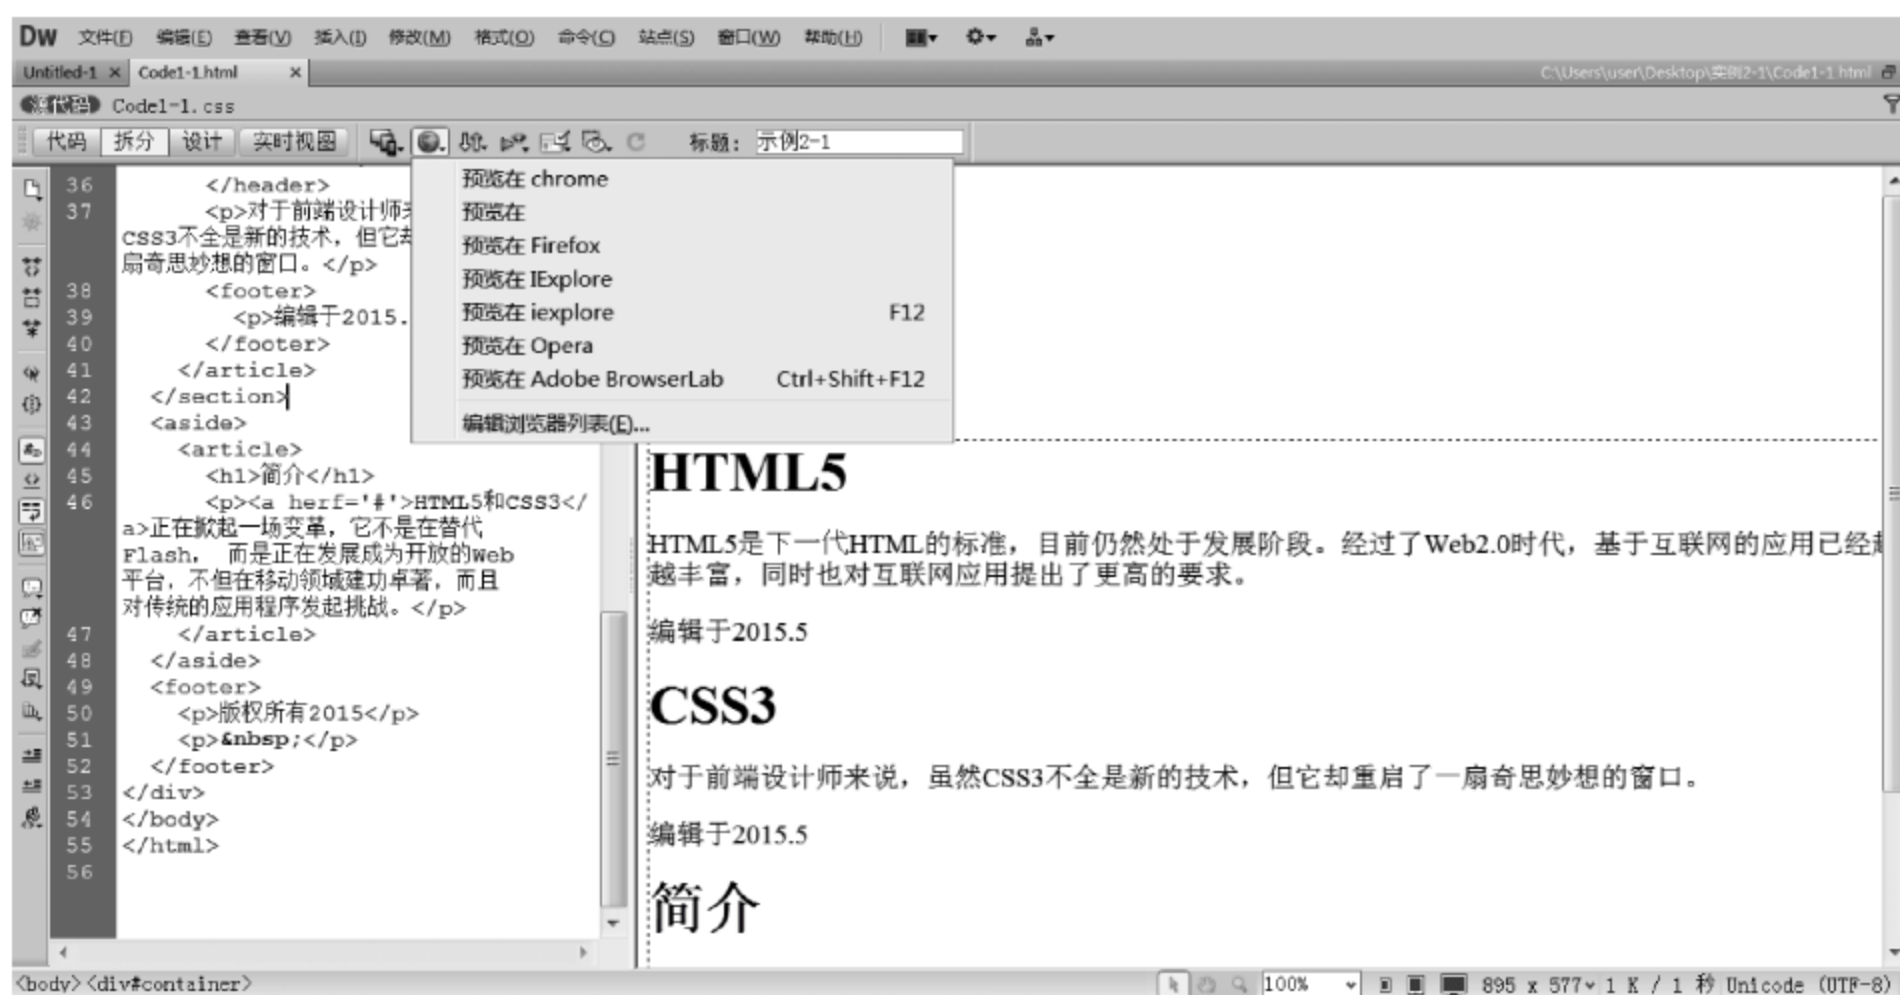 Dw 文件(F) 编辑(E) 查看(V) 插入(I) 修改(M) 格式(O) 命令(C) 站点(S) 窗口(W) 帮助(H)
Untitled-1 × Code1-1.html × C:\Users\user\Desktop\实例2-1\Code1-1.html
源代码 Code1-1.css
代码 拆分 设计 实时视图 标题: 示例2-1
预览在 chrome
预览在
预览在 Firefox
预览在 IExplore
预览在 iexplore F12
预览在 Opera
预览在 Adobe BrowserLab Ctrl+Shift+F12
编辑浏览器列表(E)...
36 </header>
37 <p>对于前端设计师
CSS3不全是新的技术，但它
扇奇思妙想的窗口。</p>
38 <footer>
39 <p>编辑于2015.
40 </footer>
41 </article>
42 </section>
43 <aside>
44 <article>
45 <h1>简介</h1>
46 <p><a herf='#'>HTML5和CSS3</
a>正在掀起一场变革，它不是在替代
Flash， 而是正在发展成为开放的Web
平台，不但在移动领域建功卓著，而且
对传统的应用程序发起挑战。</p>
47 </article>
48 </aside>
49 <footer>
50 <p>版权所有2015</p>
51 <p>&nbsp;</p>
52 </footer>
53 </div>
54 </body>
55 </html>
56
HTML5
HTML5是下一代HTML的标准，目前仍然处于发展阶段。经过了Web2.0时代，基于互联网的应用已经
越丰富，同时也对互联网应用提出了更高的要求。
编辑于2015.5
CSS3
对于前端设计师来说，虽然CSS3不全是新的技术，但它却重启了一扇奇思妙想的窗口。
编辑于2015.5
简介
<body><div#container> 100% 895 x 577 1 K / 1 秒 Unicode (UTF-8)